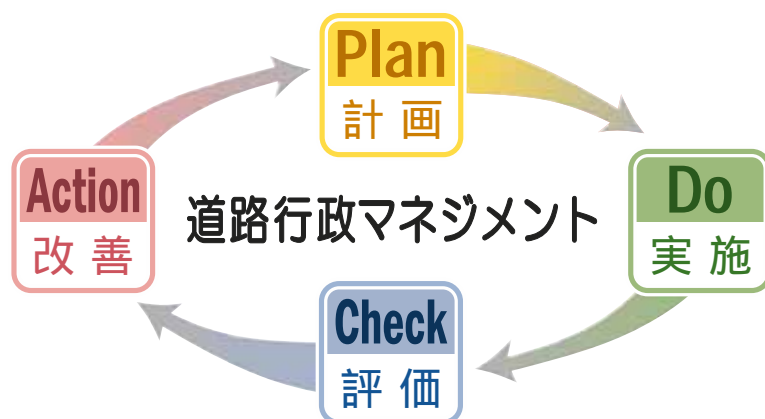 Plan
計画
Action
改善
道路行政マネジメント
Do
実施
Check
評価